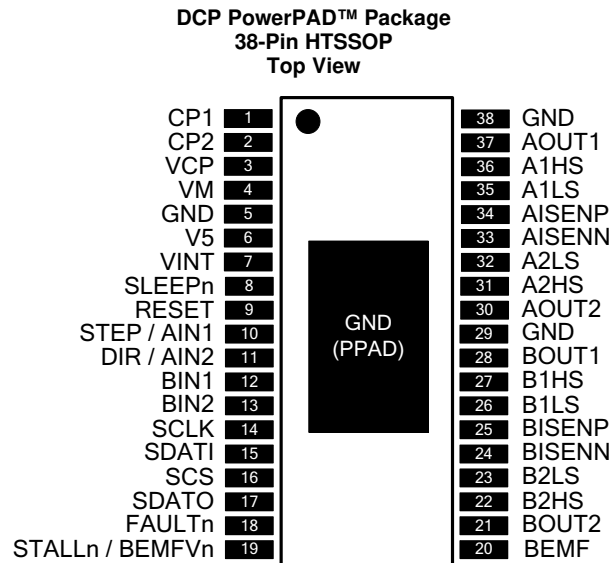 DCP PowerPAD™ Package
38-Pin HTSSOP
Top View
CP1 1 38 GND
CP2 2 37 AOUT1
VCP 3 36 A1HS
VM 4 35 A1LS
GND 5 34 AISENP
V5 6 33 AISENN
VINT 7 32 A2LS
SLEEPn 8 31 A2HS
RESET 9 30 AOUT2
STEP / AIN1 10 29 GND
DIR / AIN2 11 28 BOUT1
BIN1 12 27 B1HS
BIN2 13 26 B1LS
SCLK 14 25 BISENP
SDATI 15 24 BISENN
SCS 16 23 B2LS
SDATO 17 22 B2HS
FAULTn 18 21 BOUT2
STALLn / BEMFVn 19 20 BEMF
GND
(PPAD)